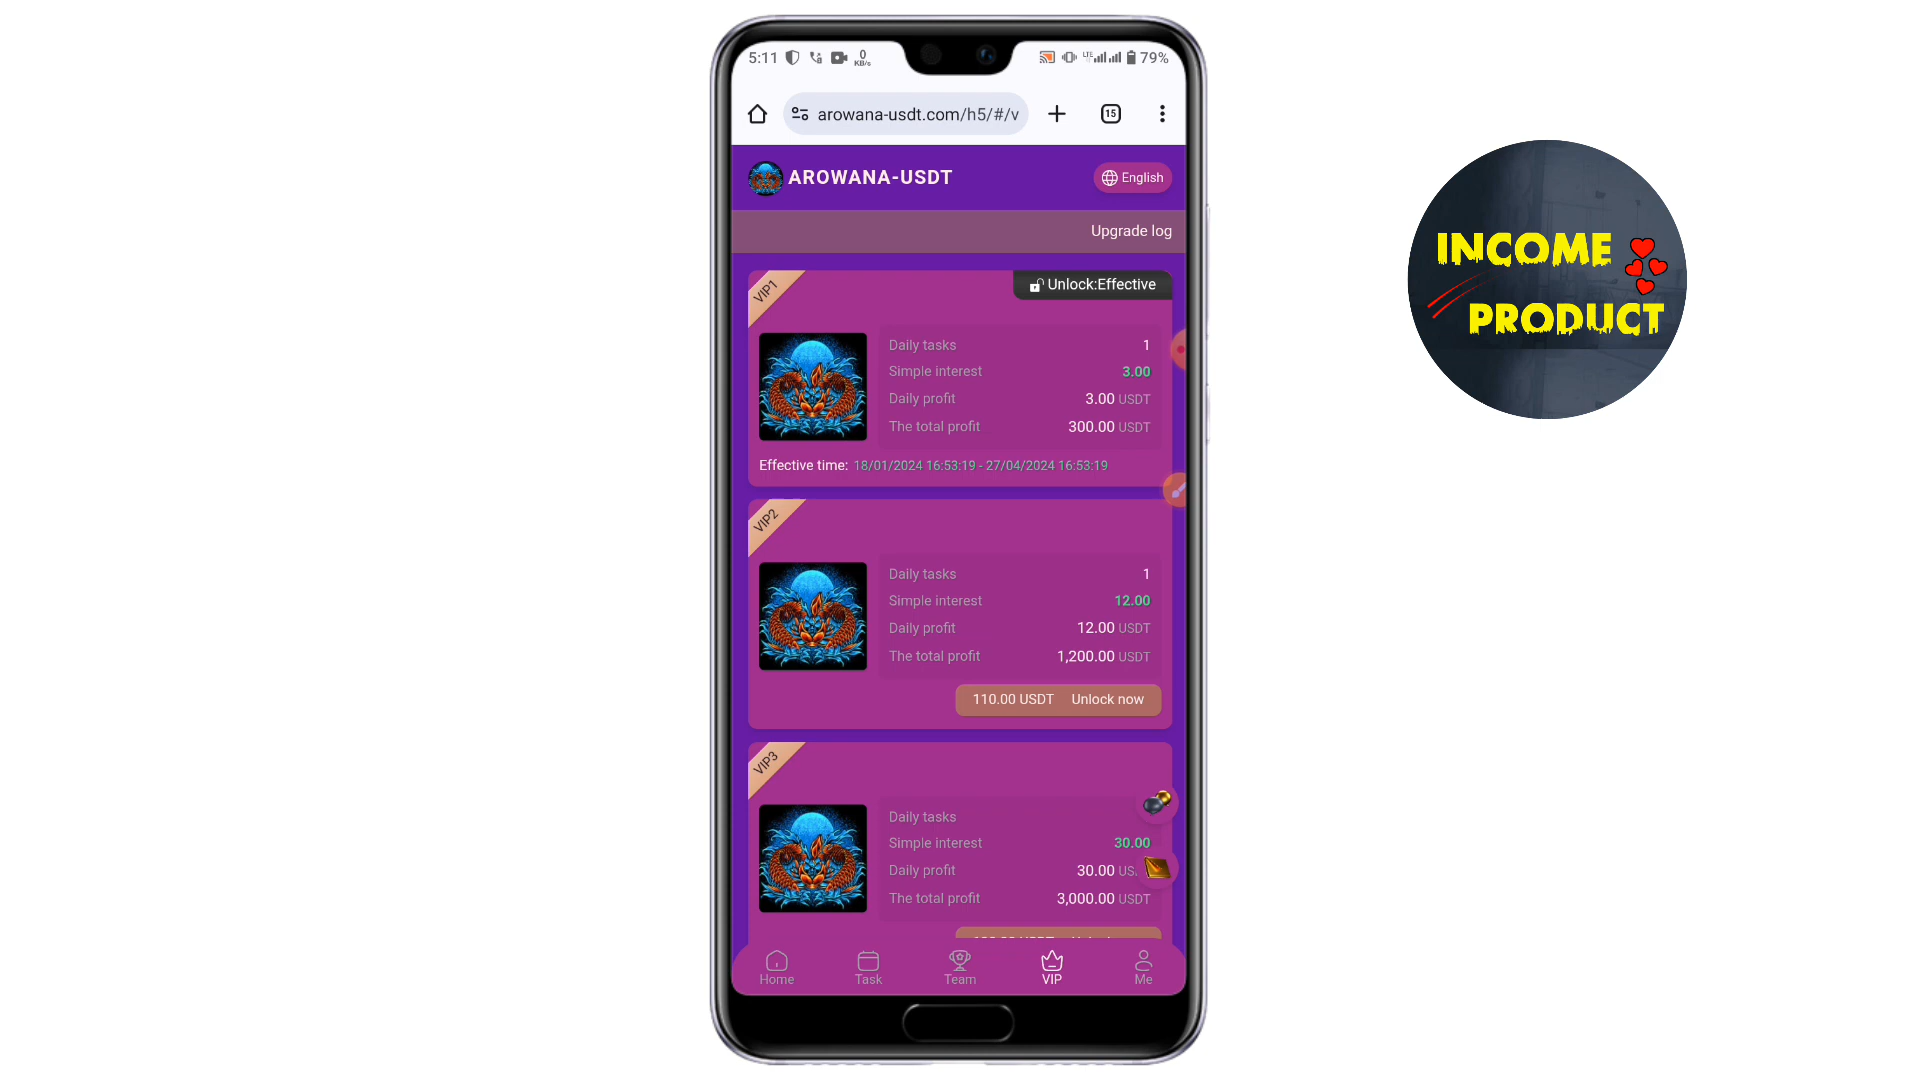 5:11
0
KB/s
LTE
79%
arowana-usdt.com/h5/#/v
15
AROWANA-USDT
English
Upgrade log
VIP1
Unlock:Effective
Daily tasks 1
Simple interest 3.00
Daily profit 3.00 USDT
The total profit 300.00 USDT
Effective time: 18/01/2024 16:53:19 - 27/04/2024 16:53:19
VIP2
Daily tasks 1
Simple interest 12.00
Daily profit 12.00 USDT
The total profit 1,200.00 USDT
110.00 USDT Unlock now
VIP3
Daily tasks
Simple interest 30.00
Daily profit 30.00
The total profit 3,000.00 USDT
Home
Task
Team
VIP
Me
INCOME
PRODUCT